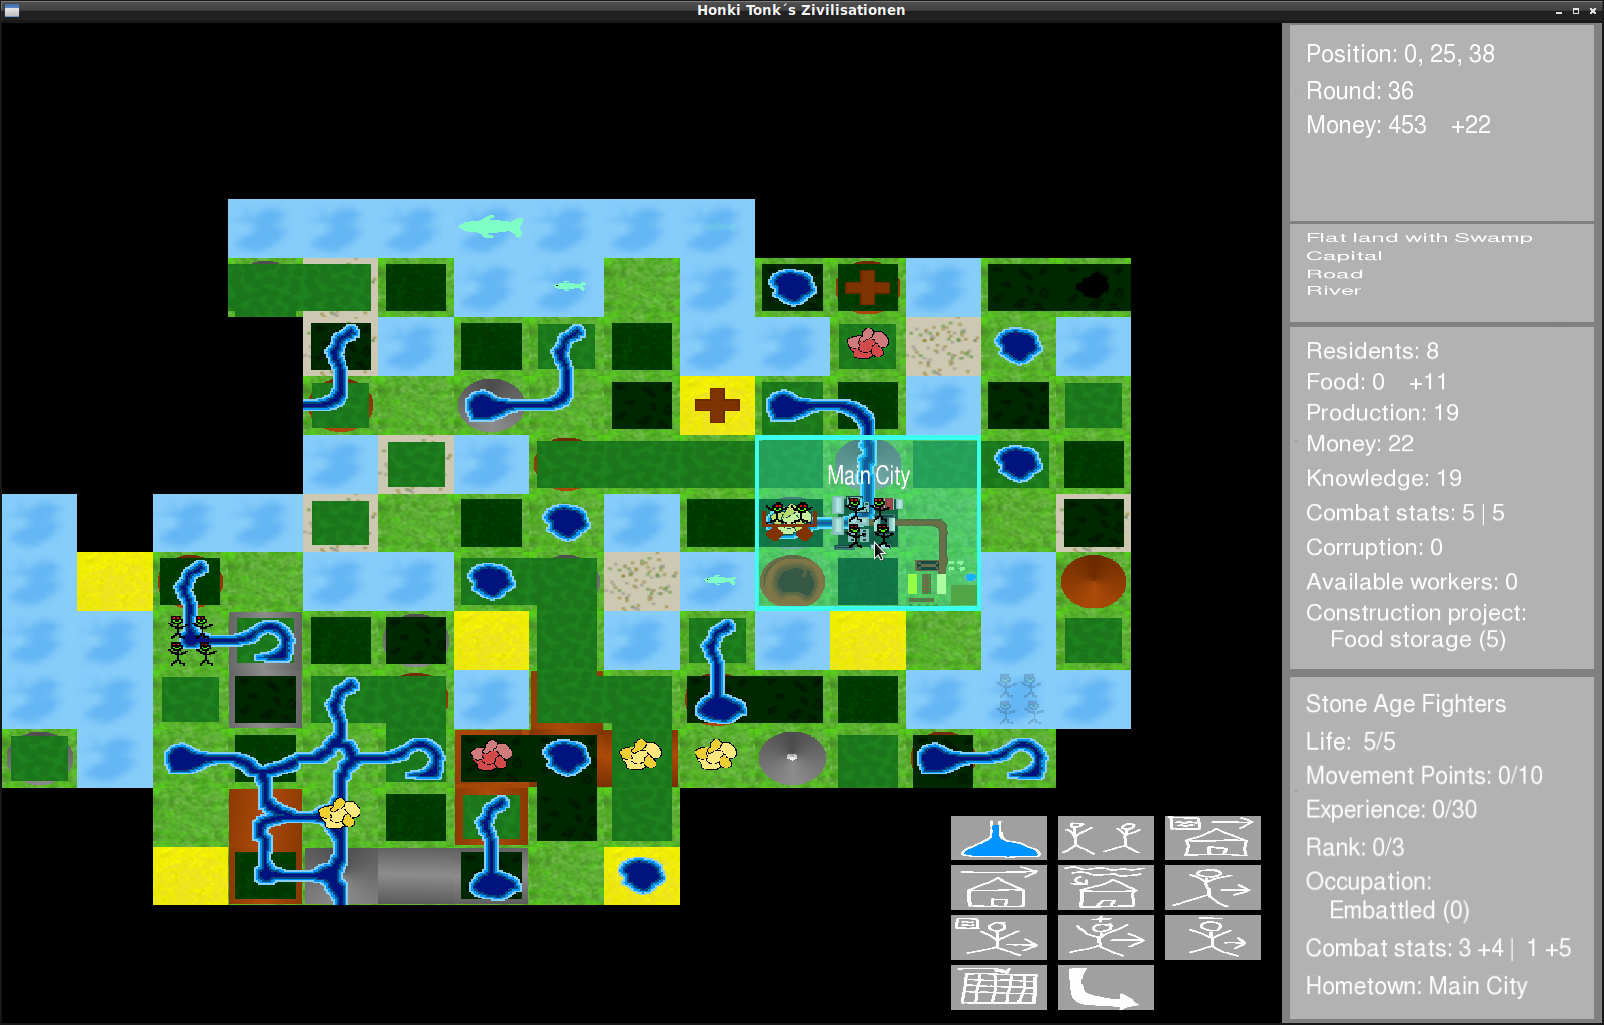 Honki Tonk´s Zivilisationen
Position: 0, 25, 38
Round: 36
Money: 453 +22
Flat land with Swamp
Capital
Road
River
Residents: 8
Food: 0 +11
Production: 19
Money: 22
Knowledge: 19
Combat stats: 5 | 5
Corruption: 0
Available workers: 0
Construction project:
Food storage (5)
Stone Age Fighters
Life: 5/5
Movement Points: 0/10
Experience: 0/30
Rank: 0/3
Occupation:
Embattled (0)
Combat stats: 3 +4 | 1 +5
Hometown: Main City
Main City